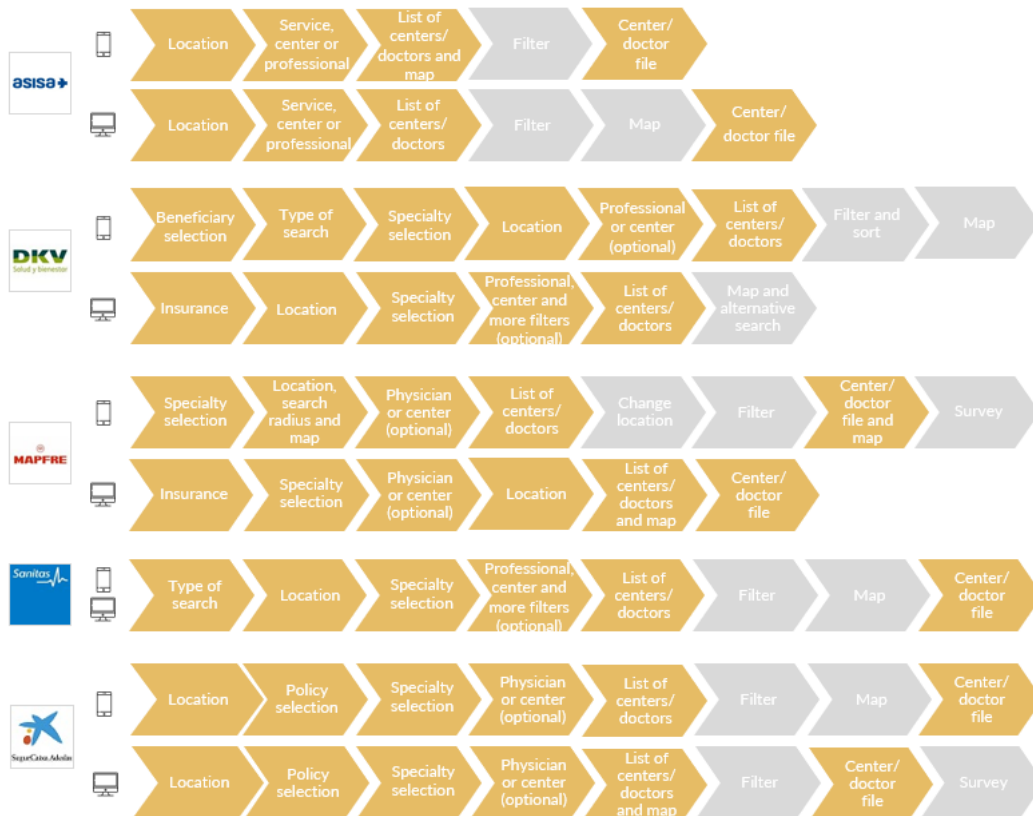 Location
Service,
center or
professional
List of
centers/
doctors and
map
Filter
Center/
doctor
file
asisa+
Location
Service,
center or
professional
List of
centers/
doctors
Filter
Map
Center/
doctor file
Beneficiary
selection
Type of
search
Specialty
selection
Location
Professional
or center
(optional)
List of
centers/
doctors
Filter and
sort
Map
DKV
Salud y bienestar
Insurance
Location
Specialty
selection
Professional,
center and
more filters
(optional)
List of
centers/
doctors
Map and
alternative
search
Specialty
selection
Location,
search
radius and
map
Physician
or center
(optional)
List of
centers/
doctors
Change
location
Filter
Center/
doctor
file and
map
Survey
MAPFRE
Insurance
Specialty
selection
Physician
or center
(optional)
Location
List of
centers/
doctors
and map
Center/
doctor
file
Sanitas
Type of
search
Location
Specialty
selection
Professional,
center and
more filters
(optional)
List of
centers/
doctors
Filter
Map
Center/
doctor
file
Location
Policy
selection
Specialty
selection
Physician
or center
(optional)
List of
centers/
doctors
Filter
Map
Center/
doctor
file
SegurCaixa Adeslas
Location
Policy
selection
Specialty
selection
Physician
or center
(optional)
List of
centers/
doctors
and map
Filter
Center/
doctor
file
Survey